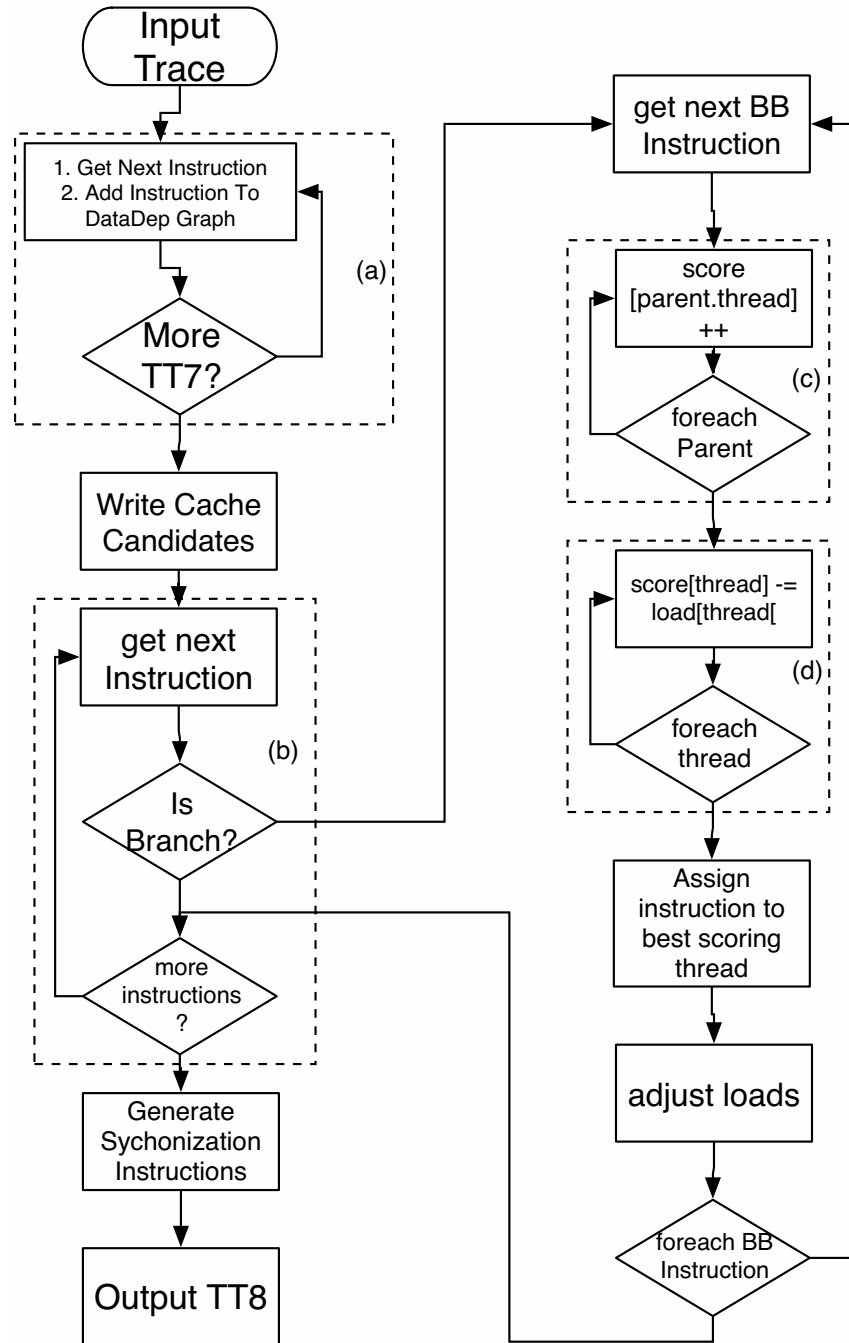 Input
Trace
1. Get Next Instruction
2. Add Instruction To
DataDep Graph
(a)
More
TT7?
Write Cache
Candidates
get next
Instruction
(b)
Is
Branch?
more
instructions
?
Generate
Sychonization
Instructions
Output TT8
get next BB
Instruction
score
[parent.thread]
++
(c)
foreach
Parent
score[thread] -=
load[thread[
(d)
foreach
thread
Assign
instruction to
best scoring
thread
adjust loads
foreach BB
Instruction